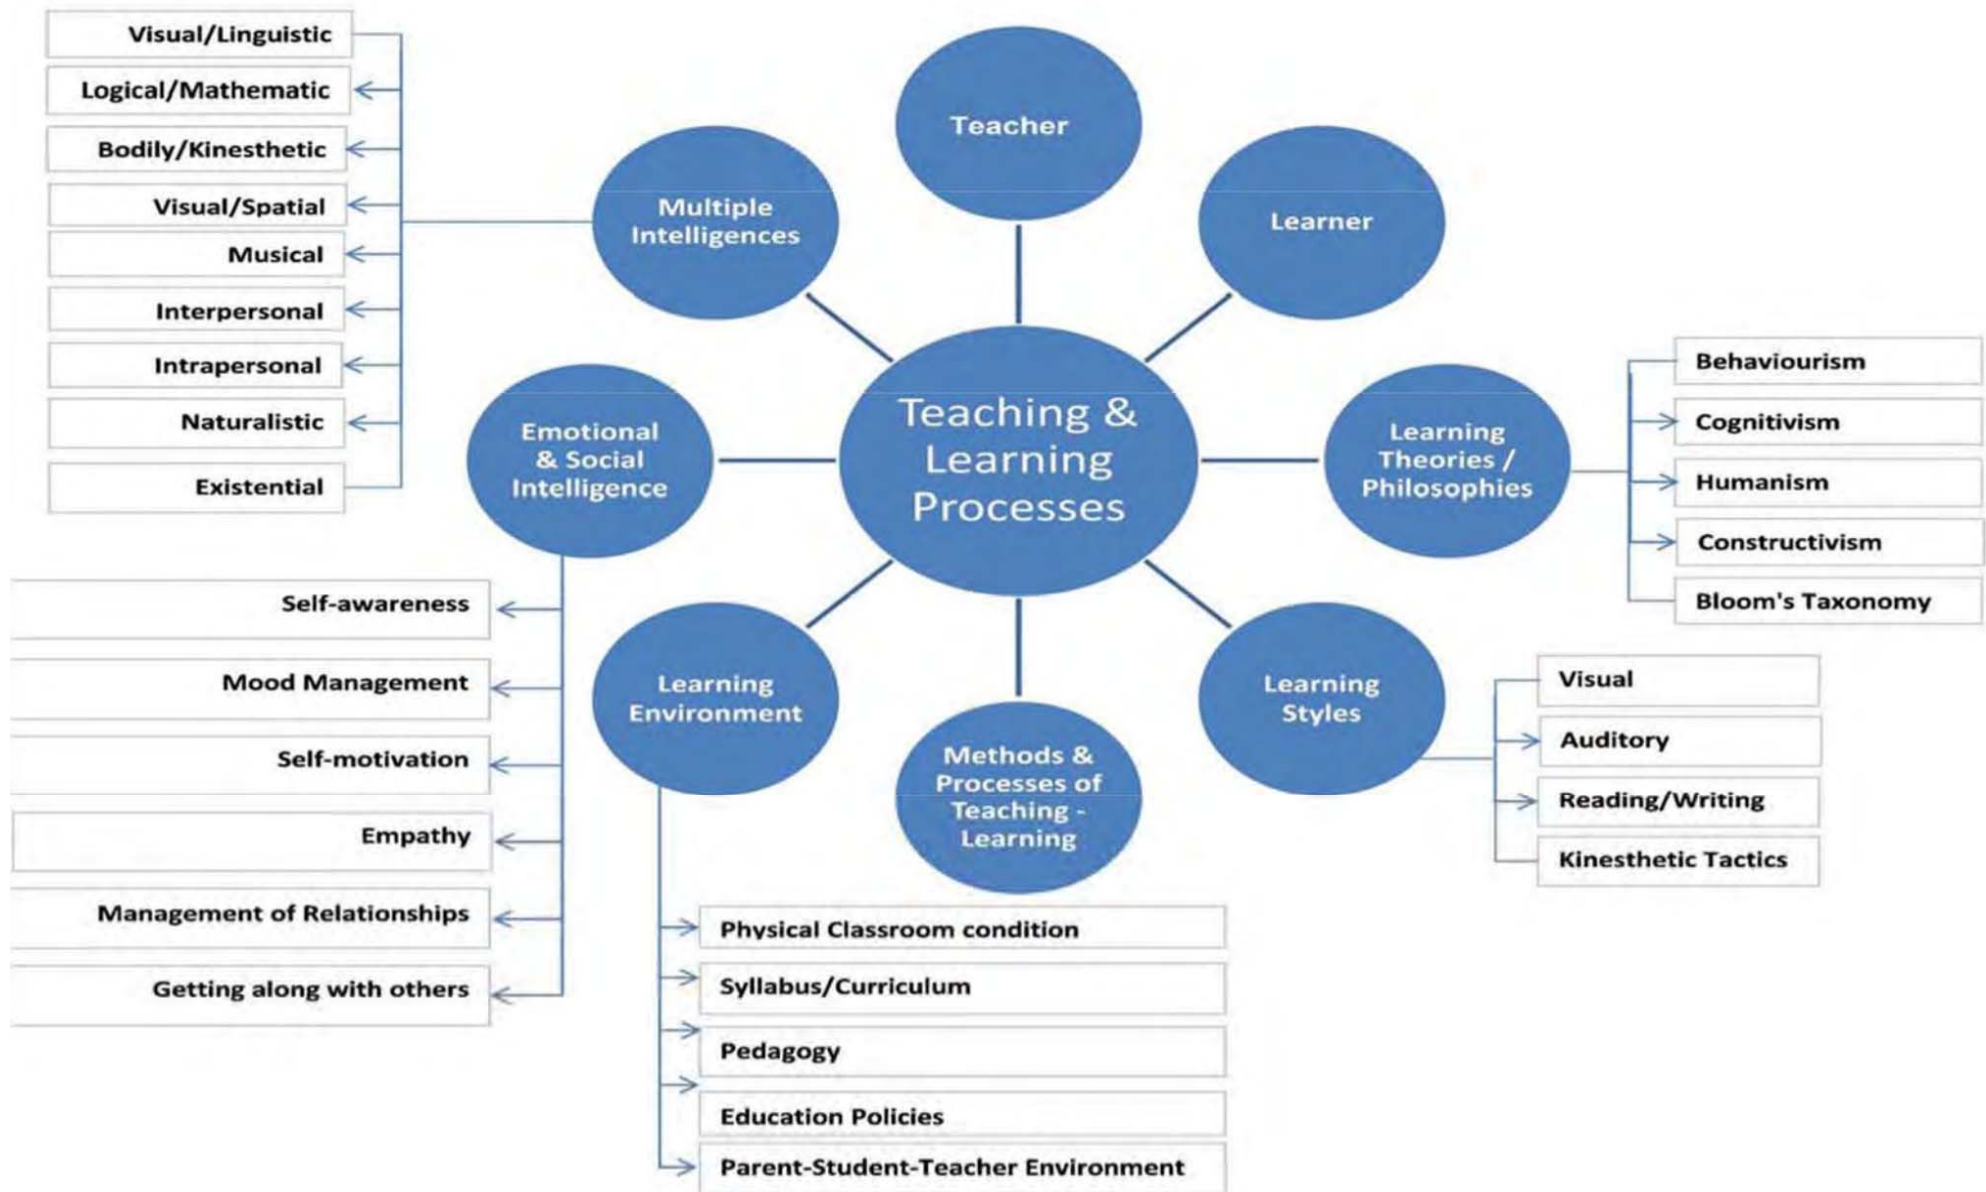 Visual/Linguistic
Logical/Mathematic
Bodily/Kinesthetic
Visual/Spatial
Musical
Interpersonal
Intrapersonal
Naturalistic
Existential
Multiple
Intelligences
Teacher
Learner
Teaching &
Learning
Processes
Learning
Theories /
Philosophies
Behaviourism
Cognitivism
Humanism
Constructivism
Bloom's Taxonomy
Emotional
& Social
Intelligence
Self-awareness
Mood Management
Self-motivation
Empathy
Management of Relationships
Getting along with others
Learning
Environment
Physical Classroom condition
Syllabus/Curriculum
Pedagogy
Education Policies
Parent-Student-Teacher Environment
Methods &
Processes of
Teaching -
Learning
Learning
Styles
Visual
Auditory
Reading/Writing
Kinesthetic Tactics